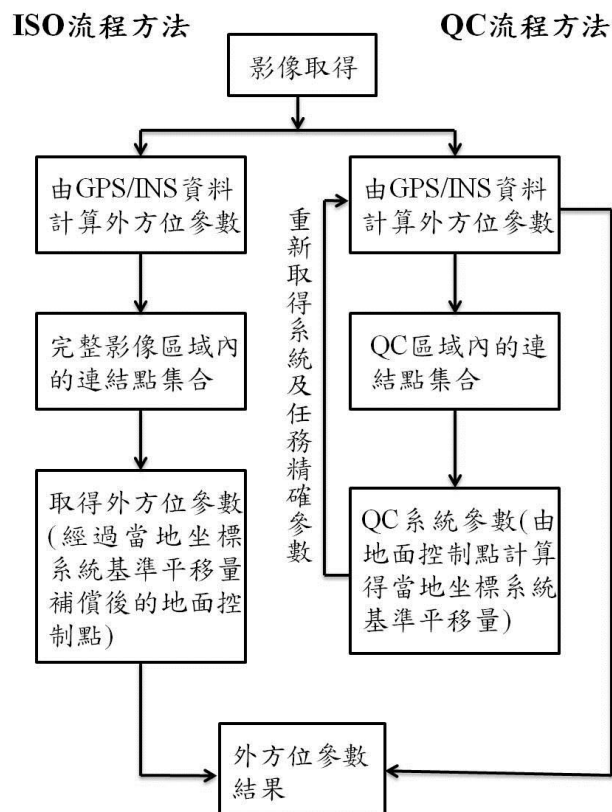 ISO流程方法
QC流程方法
影像取得
由GPS/INS資料
計算外方位參數
完整影像區域內
的連結點集合
取得外方位參數
(經過當地坐標
系統基準平移量
補償後的地面控
制點)
重新取得系統及任務精確參數
由GPS/INS資料
計算外方位參數
QC區域內的連
結點集合
QC系統參數(由
地面控制點計算
得當地坐標系統
基準平移量)
外方位參數
結果